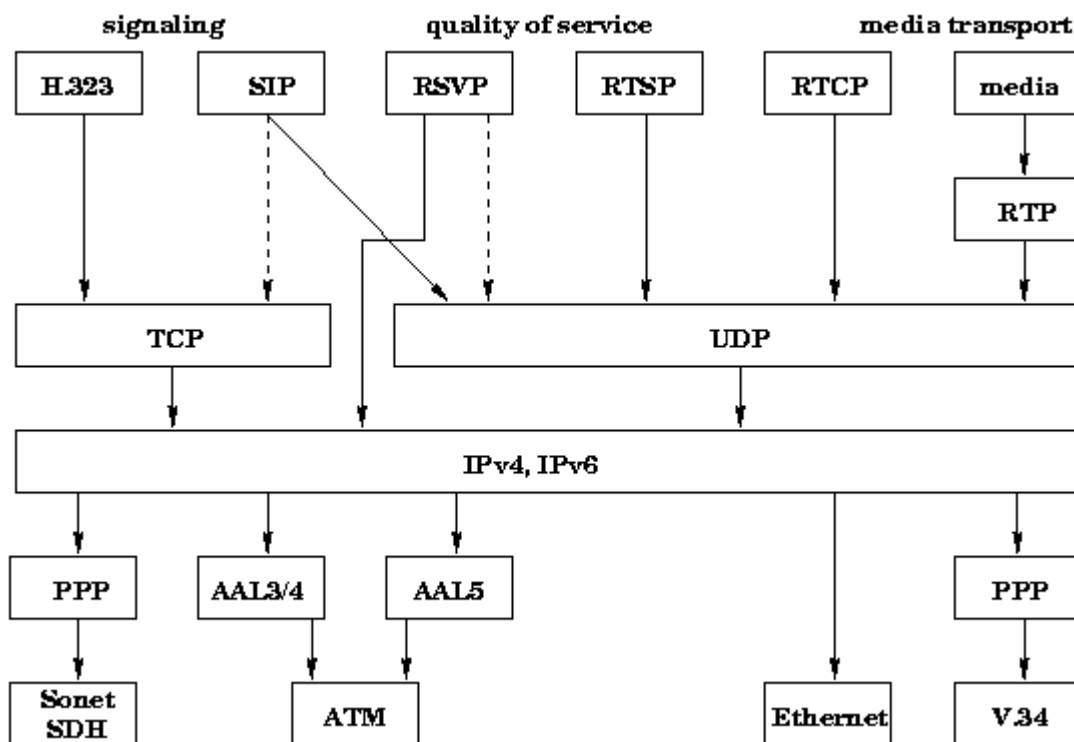 signaling
quality of service
media transport
H.323
SIP
RSVP
RTSP
RTCP
media
RTP
TCP
UDP
IPv4, IPv6
PPP
AAL3/4
AAL5
PPP
Sonet
SDH
ATM
Ethernet
V.34